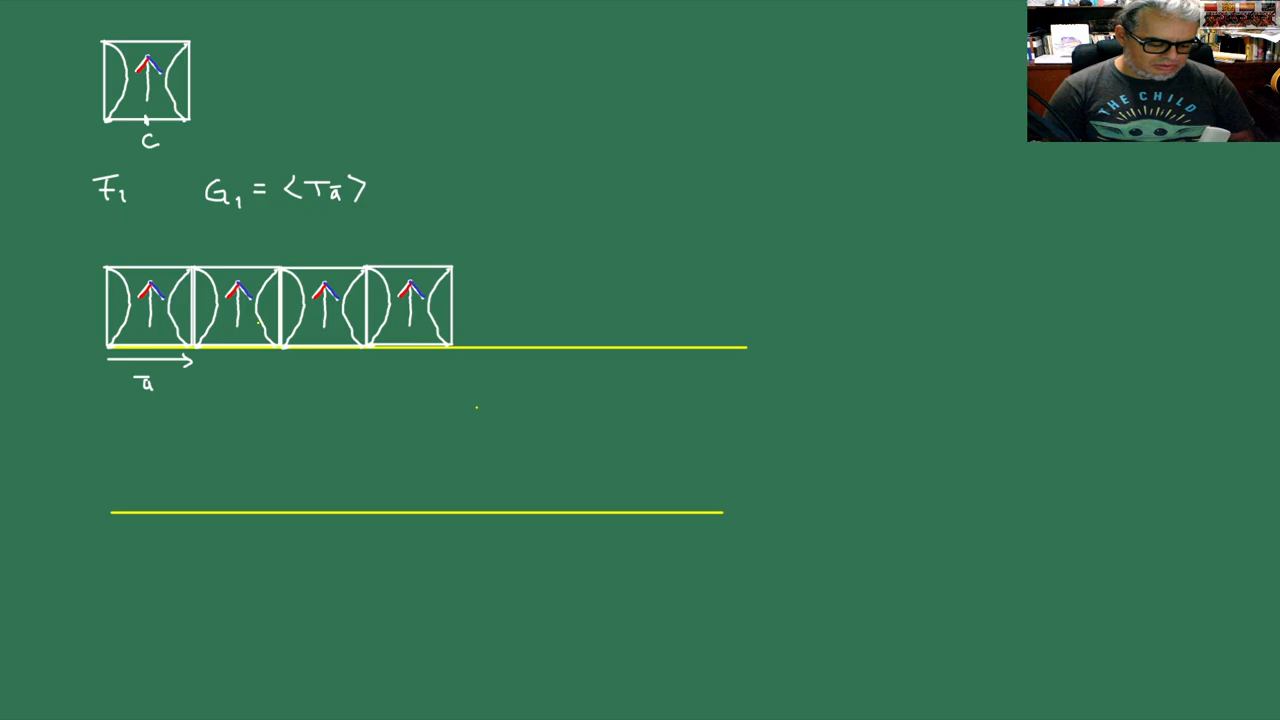 C
F₁ G₁ = ⟨Tā⟩
ā
THE CHILD